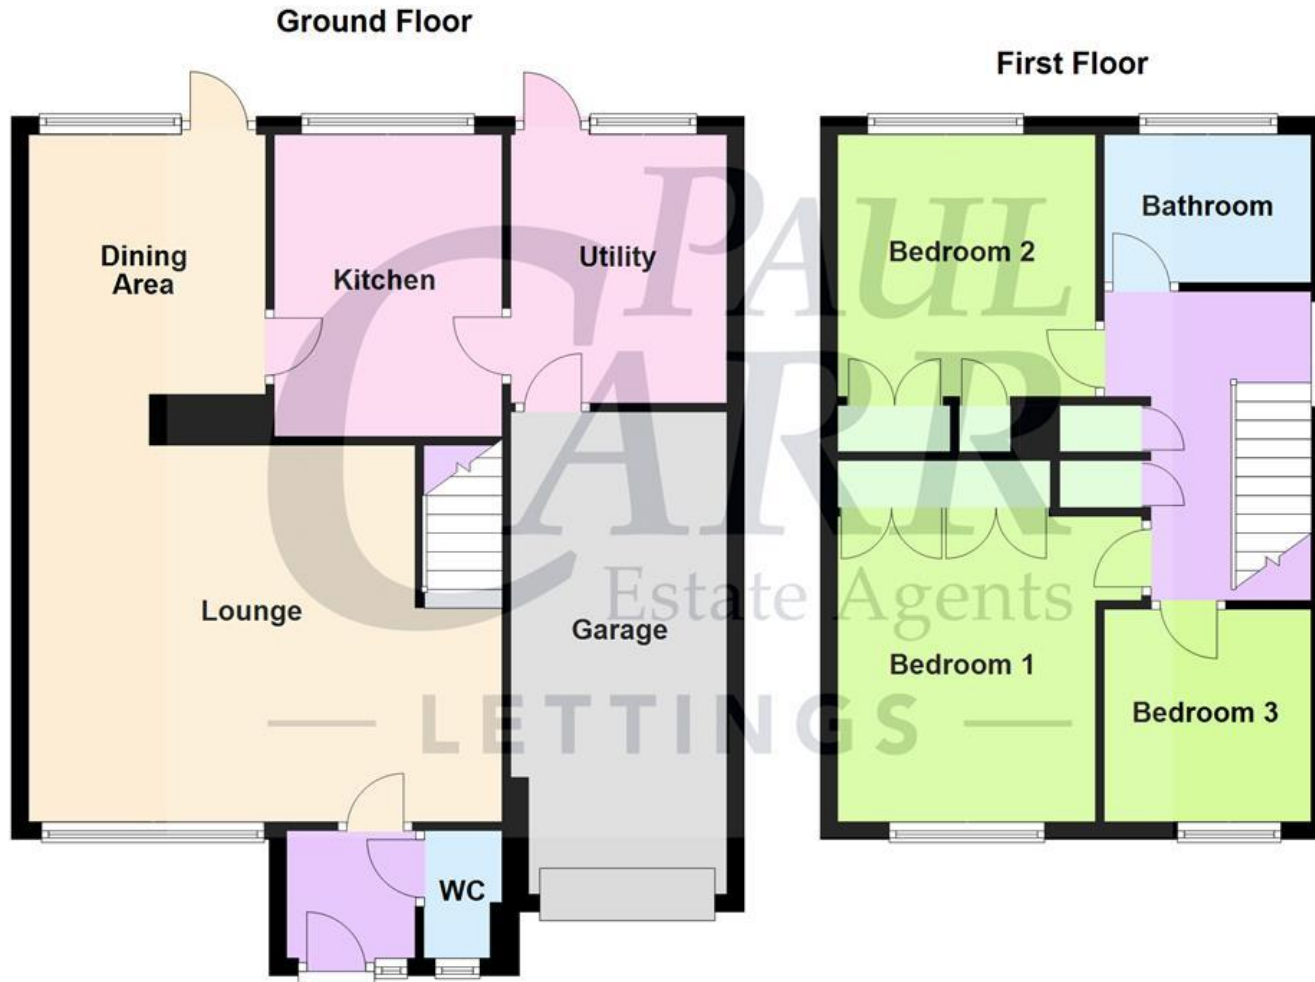 Ground Floor
First Floor
Dining
Area
Kitchen
Utility
Lounge
Garage
WC
Bedroom 2
Bathroom
Bedroom 1
Bedroom 3
PAUL
CARR
Estate Agents
LETTINGS